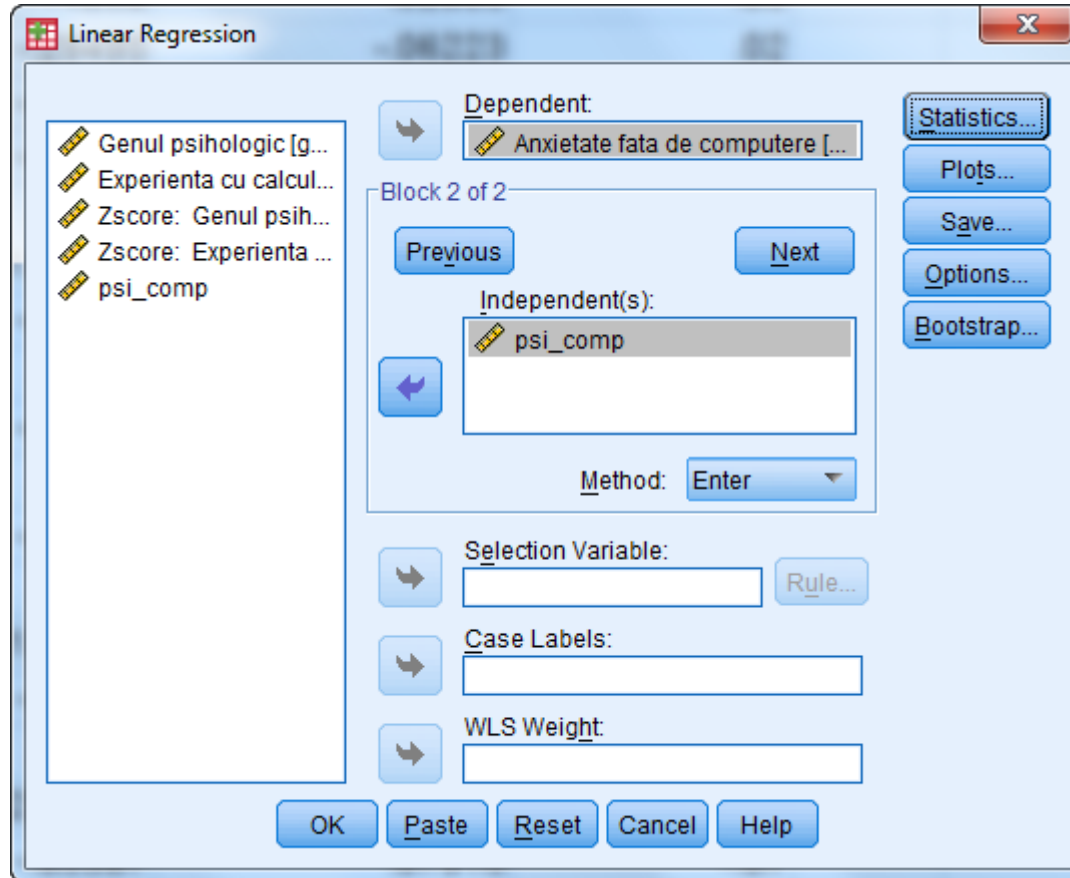 Linear Regression
Genul psihologic [g...
Experienta cu calcul...
Zscore: Genul psih...
Zscore: Experienta ...
psi_comp
Dependent:
Anxietate fata de computere [...
Block 2 of 2
Previous
Next
Independent(s):
psi_comp
Method: Enter
Selection Variable:
Rule...
Case Labels:
WLS Weight:
Statistics...
Plots...
Save...
Options...
Bootstrap...
OK Paste Reset Cancel Help